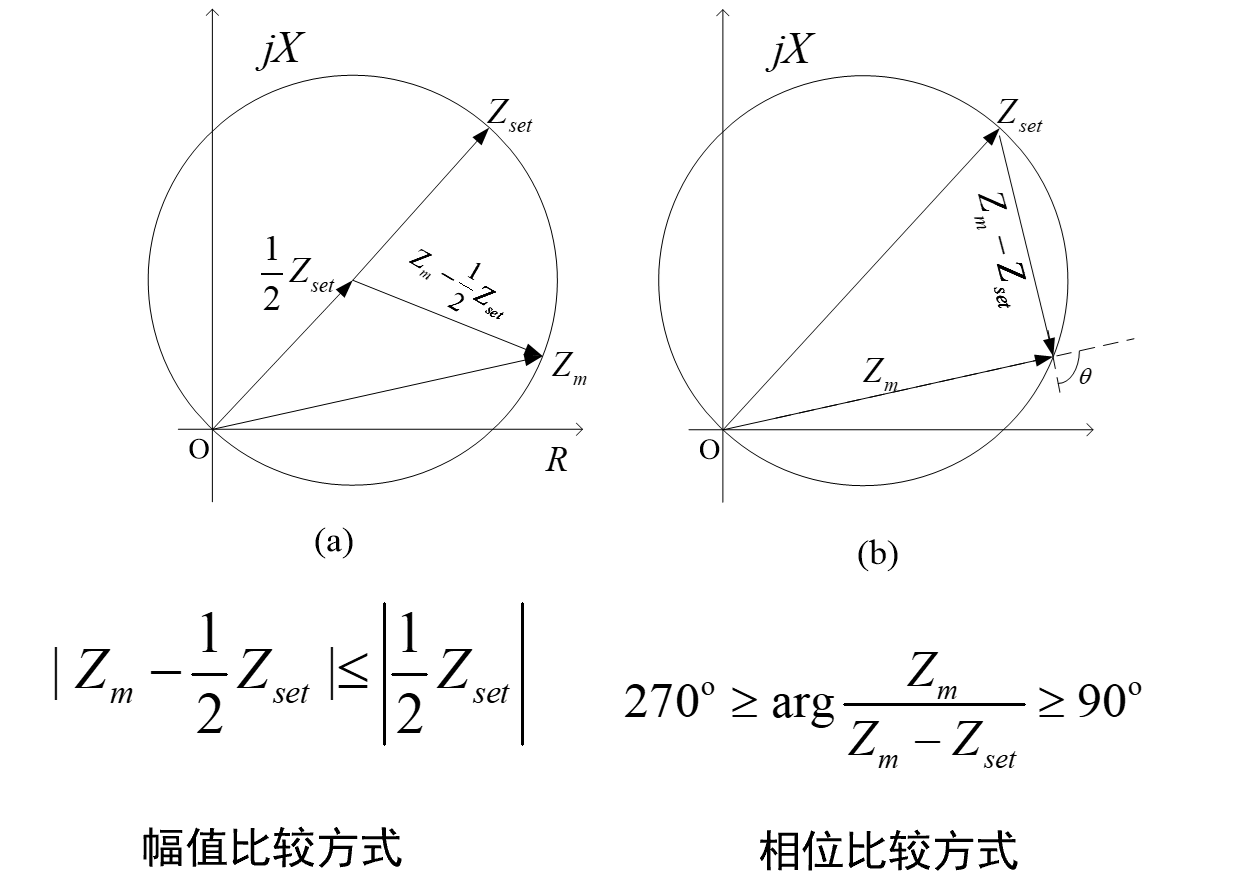 jX
Z_set
1/2 Z_set
Z_m − 1/2 Z_set
Z_m
O
R
(a)
jX
Z_set
Z_m − Z_set
Z_m
θ
O
(b)
| Z_m − 1/2 Z_set | ≤ | 1/2 Z_set |
270° ≥ arg Z_m / (Z_m − Z_set) ≥ 90°
幅值比较方式
相位比较方式